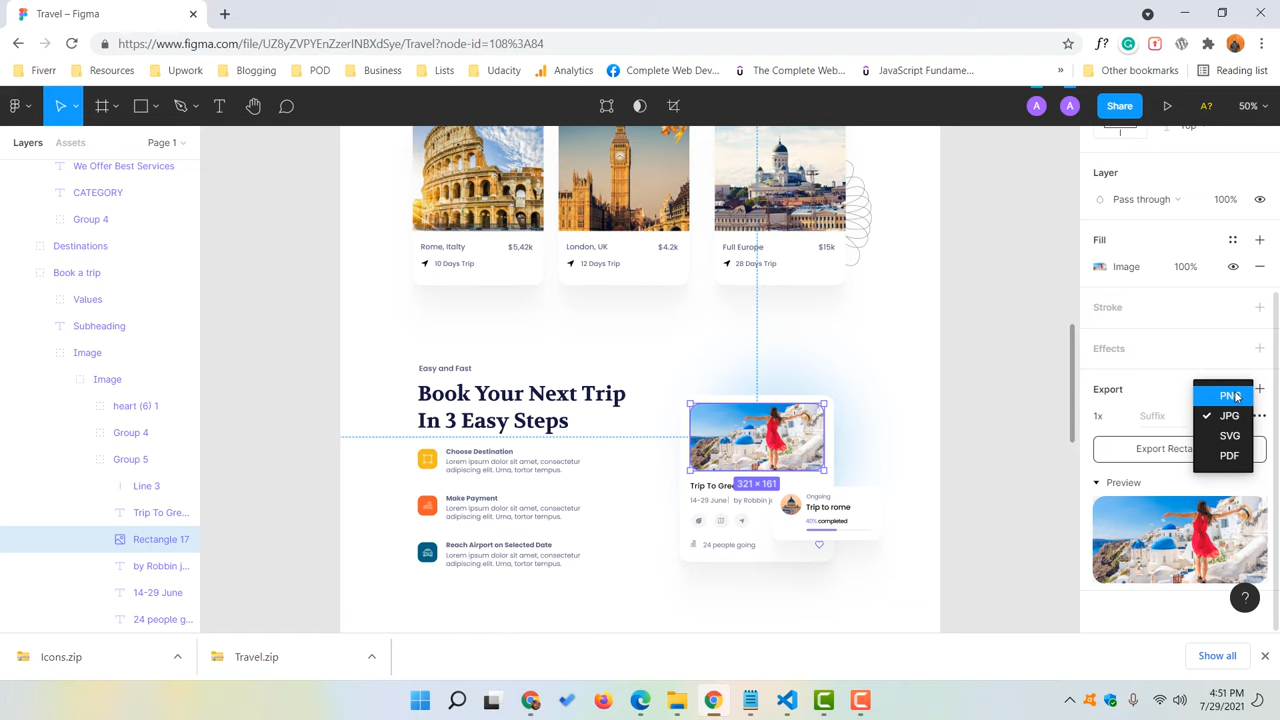 Travel – Figma
https://www.figma.com/file/UZ8yZVPYEnZzerINBXdSye/Travel?node-id=108%3A84
Fiverr
Resources
Upwork
Blogging
POD
Business
Lists
Udacity
Analytics
Complete Web Dev...
The Complete Web...
JavaScript Fundame...
»
Other bookmarks
Reading list
A
A
Share
A?
50%
Layers
Assets
Page 1
We Offer Best Services
CATEGORY
Group 4
Destinations
Book a trip
Values
Subheading
Image
Image
heart (6) 1
Group 4
Group 5
Line 3
Trip To Gre...
Rectangle 17
by Robbin j...
14-29 June
24 people g...
Rome, Italty
$5,42k
10 Days Trip
London, UK
$4.2k
12 Days Trip
Full Europe
$15k
28 Days Trip
Easy and Fast
Book Your Next Trip
In 3 Easy Steps
Choose Destination
Lorem ipsum dolor sit amet, consectetur
adipiscing elit. Urna, tortor tempus.
Make Payment
Lorem ipsum dolor sit amet, consectetur
adipiscing elit. Urna, tortor tempus.
Reach Airport on Selected Date
Lorem ipsum dolor sit amet, consectetur
adipiscing elit. Urna, tortor tempus.
321 × 161
Trip To Gre
14-29 June
by Robbin jo
24 people going
Ongoing
Trip to rome
40% completed
Top
Layer
Pass through
100%
Fill
Image
100%
Stroke
Effects
Export
1x
Suffix
PNG
JPG
SVG
PDF
Export Recta
Preview
?
Icons.zip
Travel.zip
Show all
4:51 PM
7/29/2021